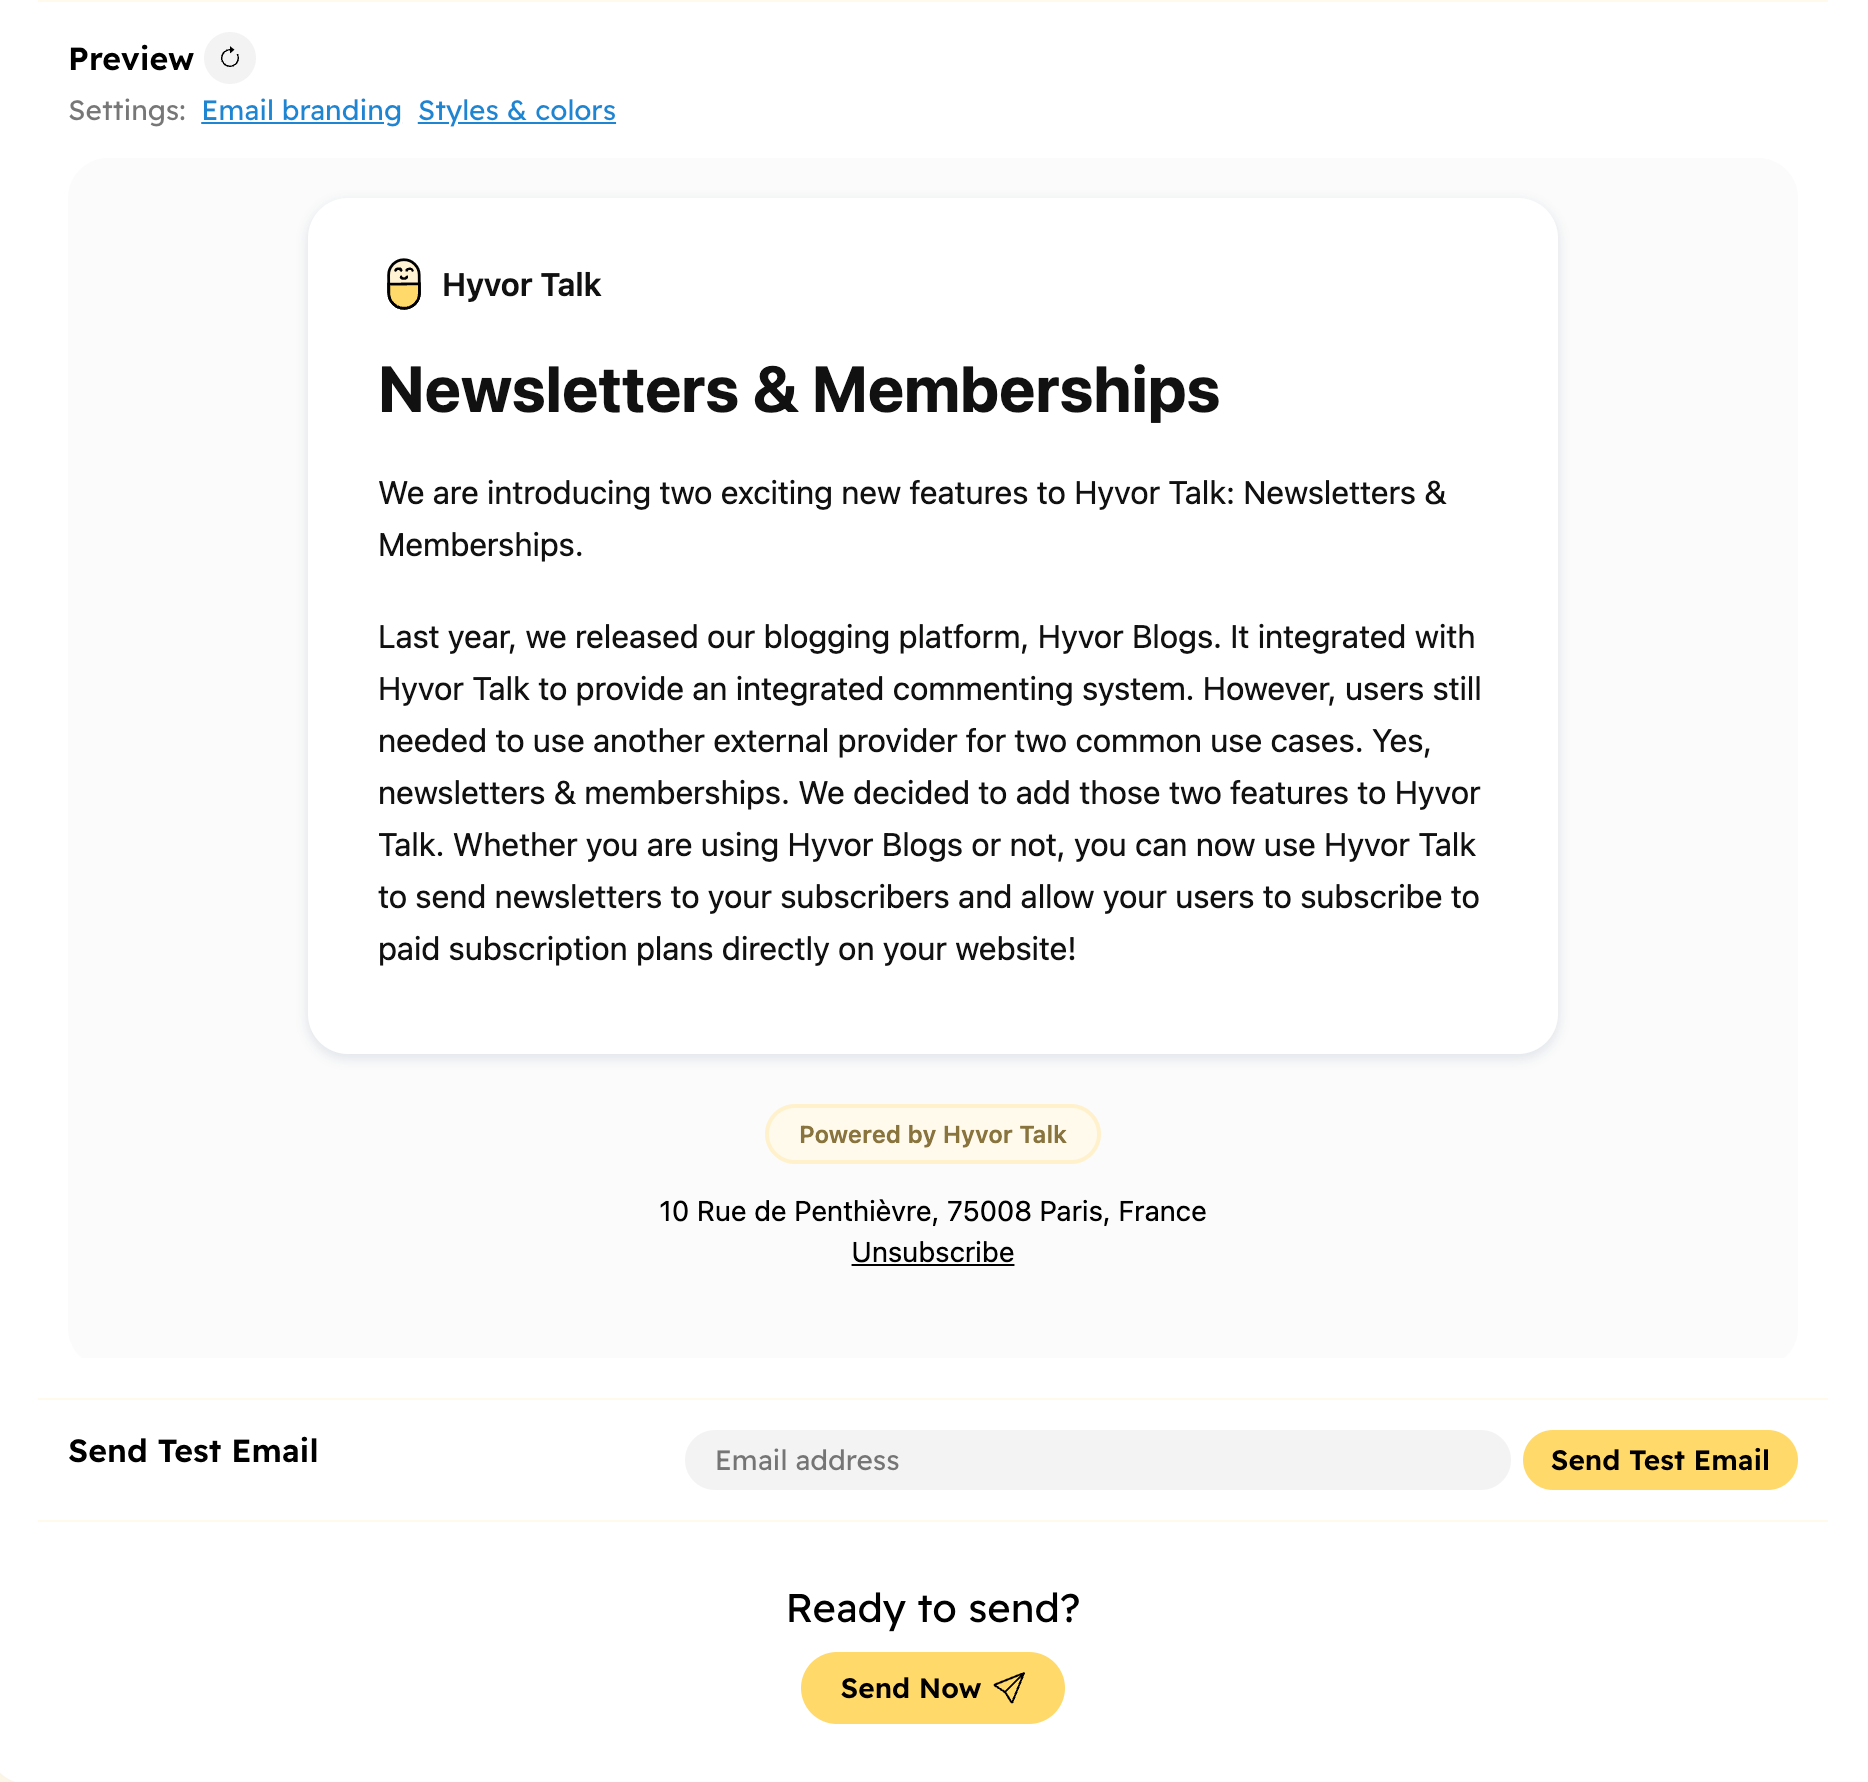 Preview
Settings: Email branding Styles & colors
Hyvor Talk
Newsletters & Memberships
We are introducing two exciting new features to Hyvor Talk: Newsletters &
Memberships.
Last year, we released our blogging platform, Hyvor Blogs. It integrated with
Hyvor Talk to provide an integrated commenting system. However, users still
needed to use another external provider for two common use cases. Yes,
newsletters & memberships. We decided to add those two features to Hyvor
Talk. Whether you are using Hyvor Blogs or not, you can now use Hyvor Talk
to send newsletters to your subscribers and allow your users to subscribe to
paid subscription plans directly on your website!
Powered by Hyvor Talk
10 Rue de Penthièvre, 75008 Paris, France
Unsubscribe
Send Test Email Email address Send Test Email
Ready to send?
Send Now